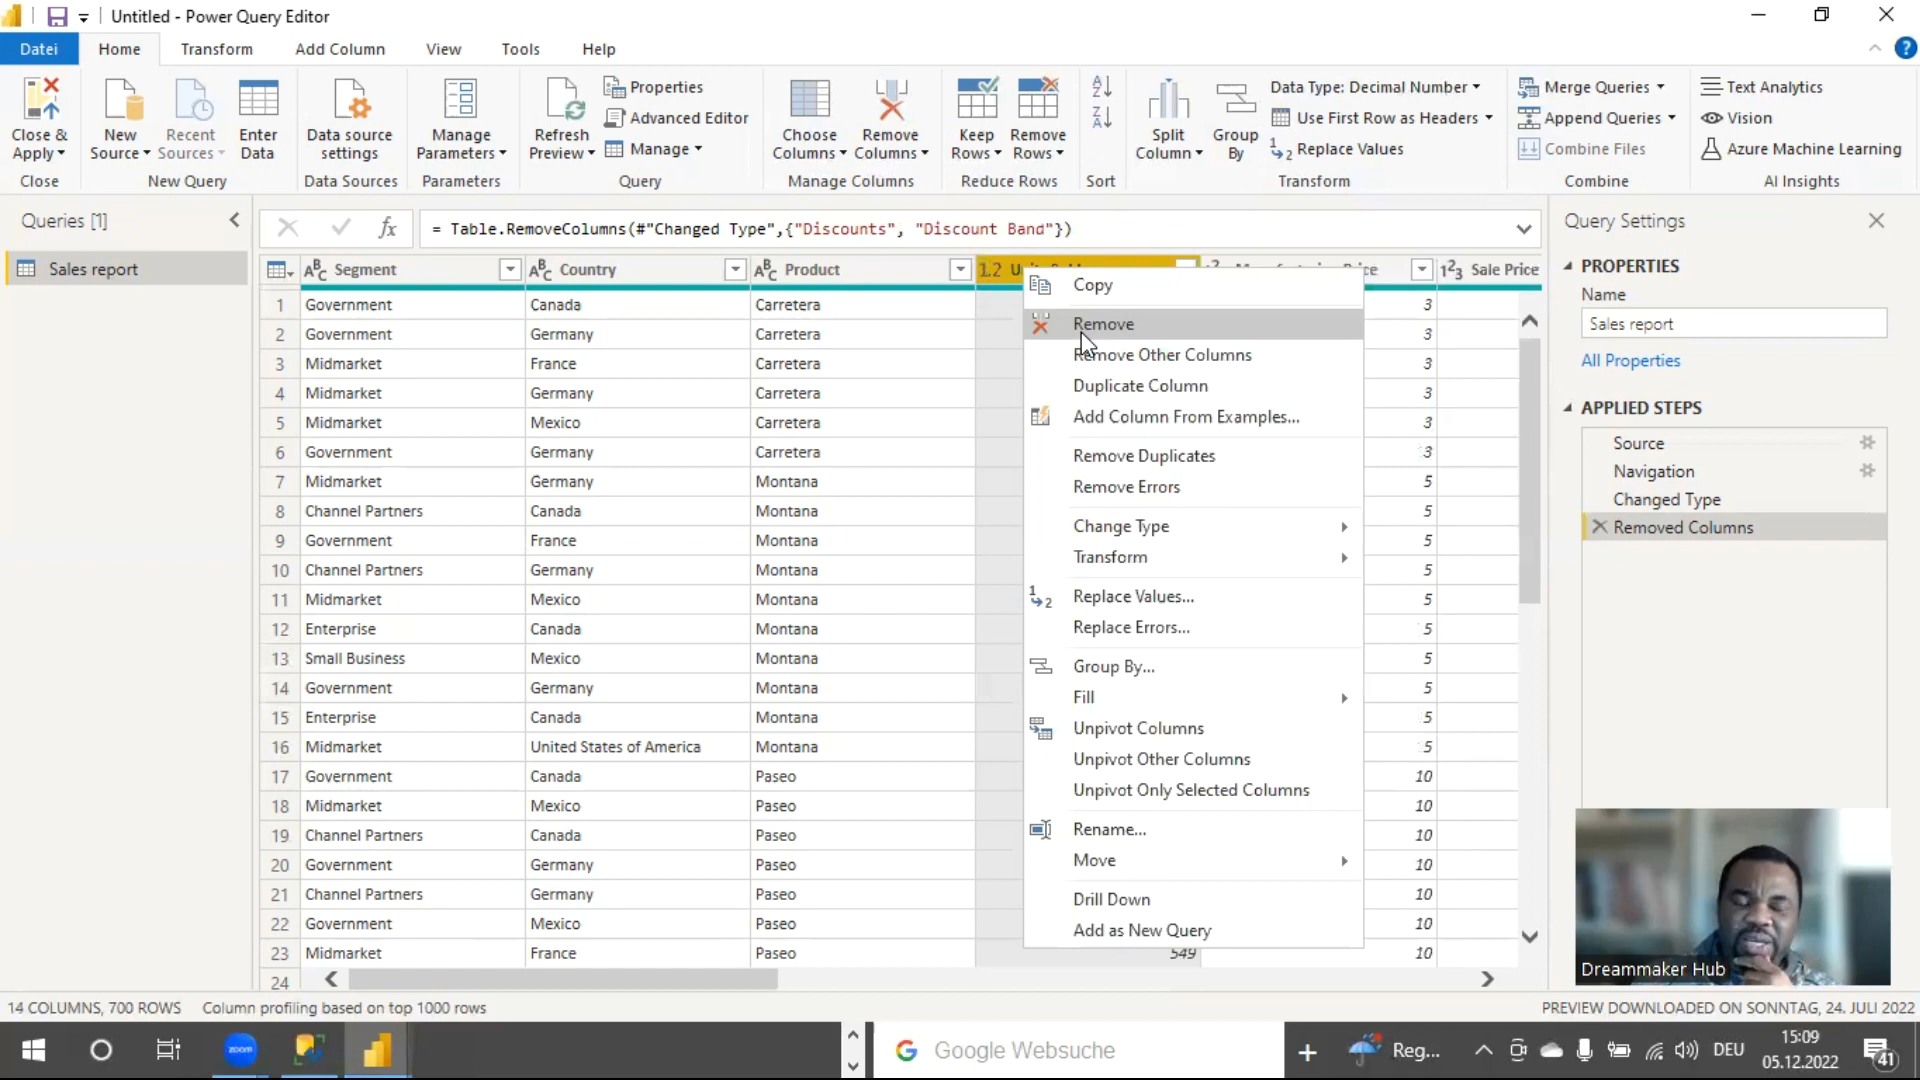 Untitled - Power Query Editor
Datei Home Transform Add Column View Tools Help
Close & Apply
New Source
Recent Sources
Enter Data
Data source settings
Manage Parameters
Refresh Preview
Properties
Advanced Editor
Manage
Choose Columns
Remove Columns
Keep Rows
Remove Rows
Split Column
Group By
Data Type: Decimal Number
Use First Row as Headers
Replace Values
Merge Queries
Append Queries
Combine Files
Text Analytics
Vision
Azure Machine Learning
Close New Query Data Sources Parameters Query Manage Columns Reduce Rows Sort Transform Combine AI Insights
Queries [1]
Sales report
= Table.RemoveColumns(#"Changed Type",{"Discounts", "Discount Band"})
Segment Country Product 1.2 Sale Price
1 Government Canada Carretera 3
2 Government Germany Carretera 3
3 Midmarket France Carretera 3
4 Midmarket Germany Carretera 3
5 Midmarket Mexico Carretera 3
6 Government Germany Carretera 3
7 Midmarket Germany Montana 5
8 Channel Partners Canada Montana 5
9 Government France Montana 5
10 Channel Partners Germany Montana 5
11 Midmarket Mexico Montana 5
12 Enterprise Canada Montana 5
13 Small Business Mexico Montana 5
14 Government Germany Montana 5
15 Enterprise Canada Montana 5
16 Midmarket United States of America Montana 5
17 Government Canada Paseo 10
18 Midmarket Mexico Paseo 10
19 Channel Partners Canada Paseo 10
20 Government Germany Paseo 10
21 Channel Partners Germany Paseo 10
22 Government Mexico Paseo 10
23 Midmarket France Paseo 549 10
24
Copy
Remove
Remove Other Columns
Duplicate Column
Add Column From Examples...
Remove Duplicates
Remove Errors
Change Type
Transform
Replace Values...
Replace Errors...
Group By...
Fill
Unpivot Columns
Unpivot Other Columns
Unpivot Only Selected Columns
Rename...
Move
Drill Down
Add as New Query
Query Settings
PROPERTIES
Name
Sales report
All Properties
APPLIED STEPS
Source
Navigation
Changed Type
Removed Columns
Dreammaker Hub
14 COLUMNS, 700 ROWS Column profiling based on top 1000 rows
PREVIEW DOWNLOADED ON SONNTAG, 24. JULI 2022
zoom
Google Websuche
Reg...
DEU
15:09
05.12.2022
41